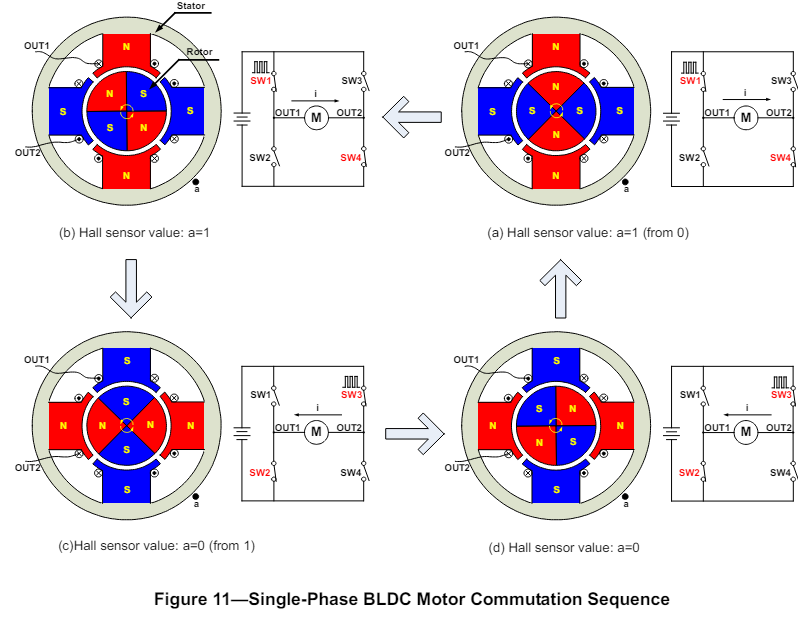 Stator
Rotor
OUT1
N
N
S
S
S
S
N
N
OUT2
a
SW1
SW3
i
OUT1
M
OUT2
SW2
SW4
(b) Hall sensor value: a=1
OUT1
N
N
S
S
S
S
N
N
OUT2
a
SW1
SW3
i
OUT1
M
OUT2
SW2
SW4
(a) Hall sensor value: a=1 (from 0)
OUT1
S
S
N
N
N
N
S
S
OUT2
a
SW1
SW3
i
OUT1
M
OUT2
SW2
SW4
(c)Hall sensor value: a=0 (from 1)
OUT1
S
S
N
N
N
N
S
S
OUT2
a
SW1
SW3
i
OUT1
M
OUT2
SW2
SW4
(d) Hall sensor value: a=0
Figure 11—Single-Phase BLDC Motor Commutation Sequence